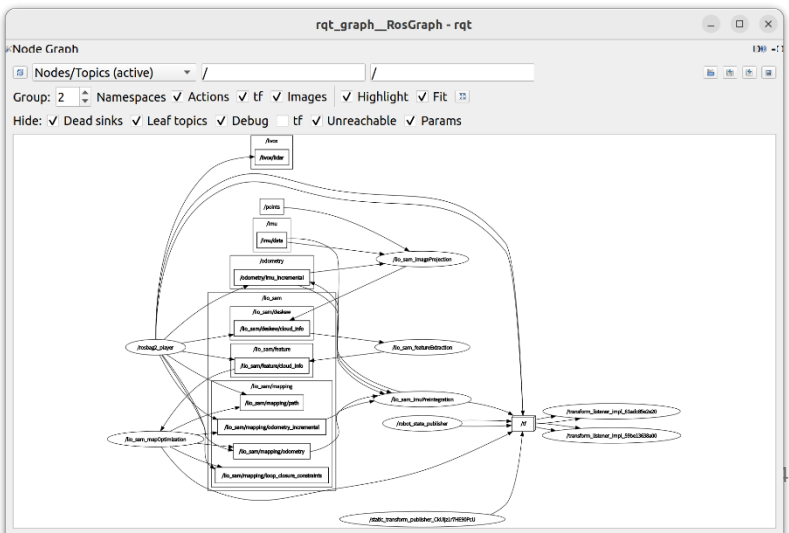 rqt_graph__RosGraph - rqt
Node Graph
Nodes/Topics (active) / /
Group: 2 Namespaces Actions tf Images Highlight Fit
Hide: Dead sinks Leaf topics Debug tf Unreachable Params
/livox
/livox/lidar
/points
/imu
/imu/data
/odometry
/odometry/imu_incremental
/lio_sam_imageProjection
/lio_sam
/lio_sam/deskew
/lio_sam/deskew/cloud_info
/rosbag2_player
/lio_sam/feature
/lio_sam_featureExtraction
/lio_sam/feature/cloud_info
/lio_sam/mapping
/lio_sam/mapping/path
/lio_sam_imuPreintegration
/lio_sam/mapping/odometry_incremental
/robot_state_publisher
/tf
/lio_sam_mapOptimization
/lio_sam/mapping/odometry
/lio_sam/mapping/loop_closure_constraints